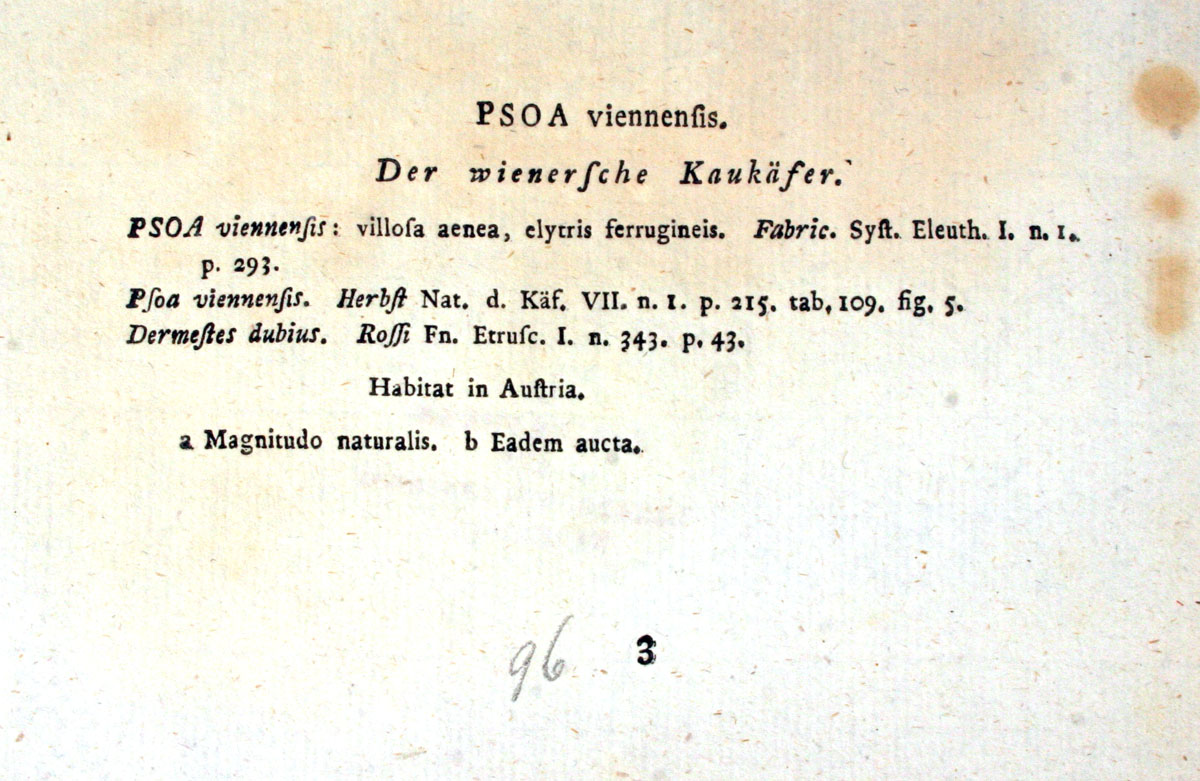 PSOA viennenſis.
Der wienerſche Kaukäfer.
PSOA viennenſis: villoſa aenea, elytris ferrugineis. Fabric. Syſt. Eleuth. I. n. 1.
p. 293.
Pſoa viennenſis. Herbſt Nat. d. Käf. VII. n. 1. p. 215. tab. 109. fig. 5.
Dermeſtes dubius. Roſſi Fn. Etruſc. I. n. 343. p. 43.
Habitat in Auſtria.
a Magnitudo naturalis. b Eadem aucta.
96 3